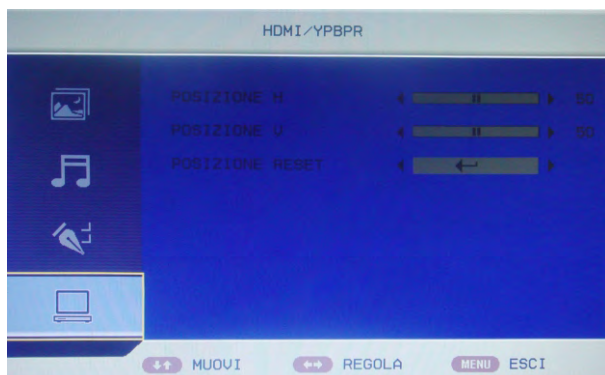 HDMI/YPBPR
POSIZIONE H 50
POSIZIONE V 50
POSIZIONE RESET
MUOVI REGOLA MENU ESCI